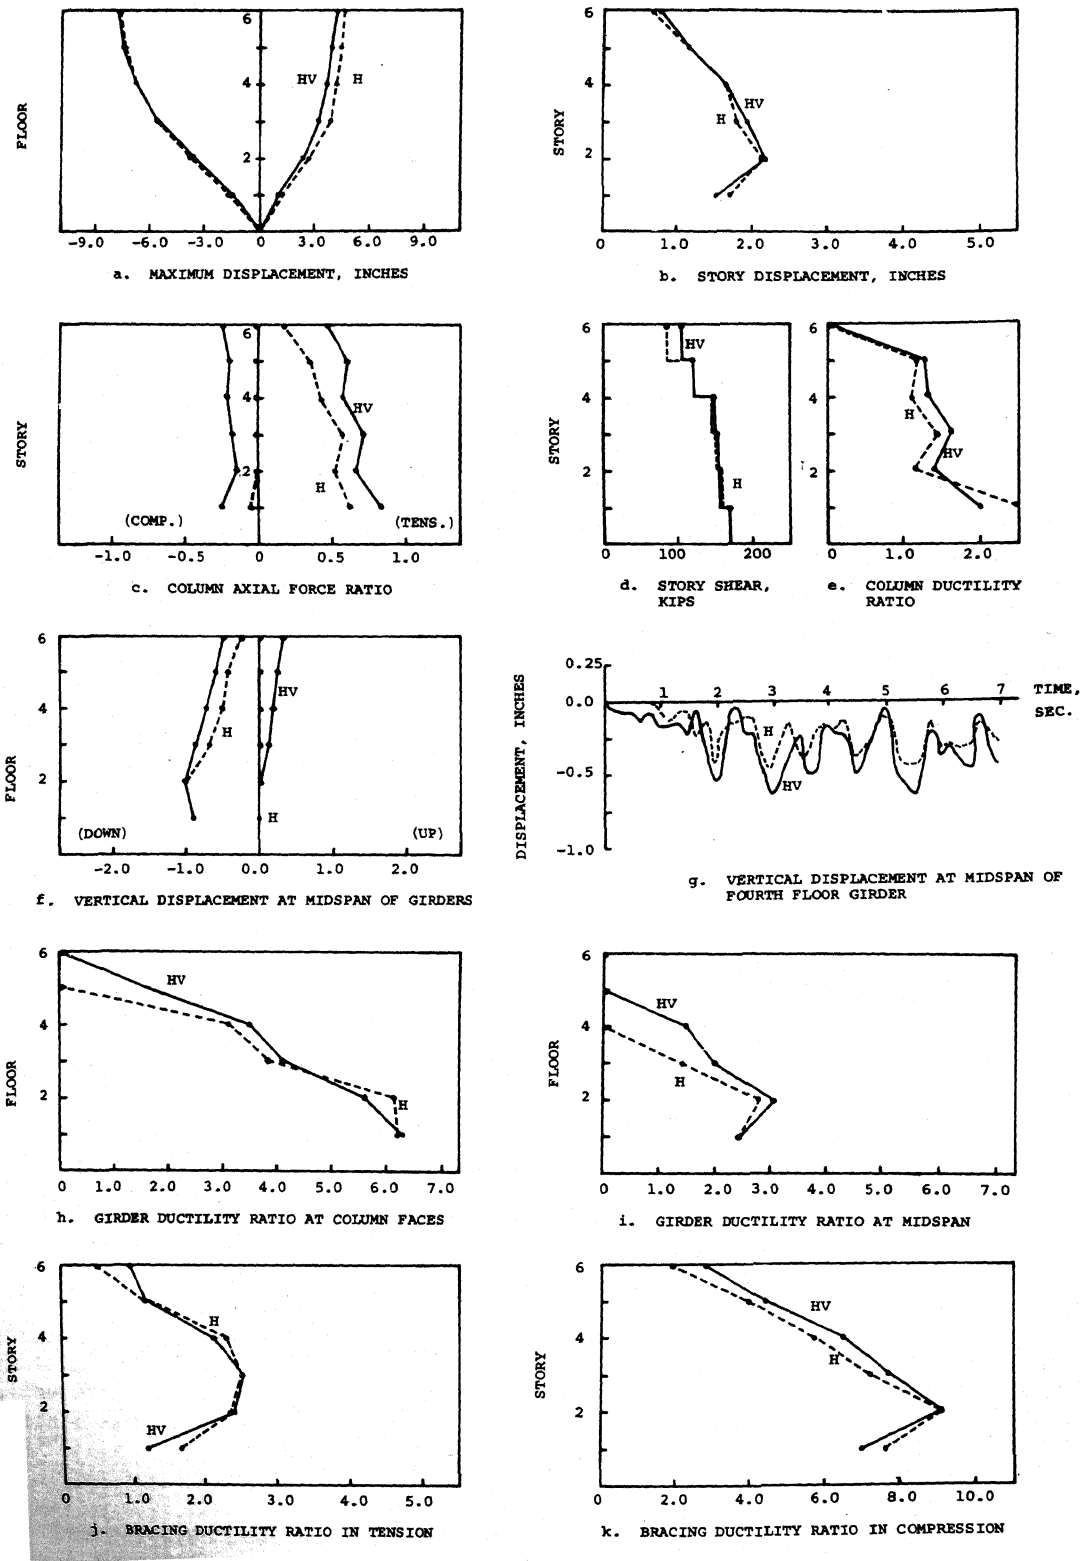 6
4
2
HV
H
FLOOR
-9.0 -6.0 -3.0 0 3.0 6.0 9.0
a. MAXIMUM DISPLACEMENT, INCHES
6
4
2
HV
H
STORY
0 1.0 2.0 3.0 4.0 5.0
b. STORY DISPLACEMENT, INCHES
6
4
2
HV
H
STORY
(COMP.) (TENS.)
-1.0 -0.5 0 0.5 1.0
c. COLUMN AXIAL FORCE RATIO
6
4
2
HV
H
STORY
0 100 200
d. STORY SHEAR,
KIPS
6
4
2
H
HV
0 1.0 2.0
e. COLUMN DUCTILITY
RATIO
6
4
2
HV
H
H
FLOOR
(DOWN) (UP)
-2.0 -1.0 0.0 1.0 2.0
f. VERTICAL DISPLACEMENT AT MIDSPAN OF GIRDERS
0.25
0.0
-0.5
-1.0
DISPLACEMENT, INCHES
1 2 3 4 5 6 7
TIME,
SEC.
H
HV
g. VERTICAL DISPLACEMENT AT MIDSPAN OF
FOURTH FLOOR GIRDER
6
4
2
HV
H
FLOOR
0 1.0 2.0 3.0 4.0 5.0 6.0 7.0
h. GIRDER DUCTILITY RATIO AT COLUMN FACES
6
4
2
HV
H
FLOOR
0 1.0 2.0 3.0 4.0 5.0 6.0 7.0
i. GIRDER DUCTILITY RATIO AT MIDSPAN
6
4
2
H
HV
STORY
0 1.0 2.0 3.0 4.0 5.0
j. BRACING DUCTILITY RATIO IN TENSION
6
4
2
HV
H
STORY
0 2.0 4.0 6.0 8.0 10.0
k. BRACING DUCTILITY RATIO IN COMPRESSION